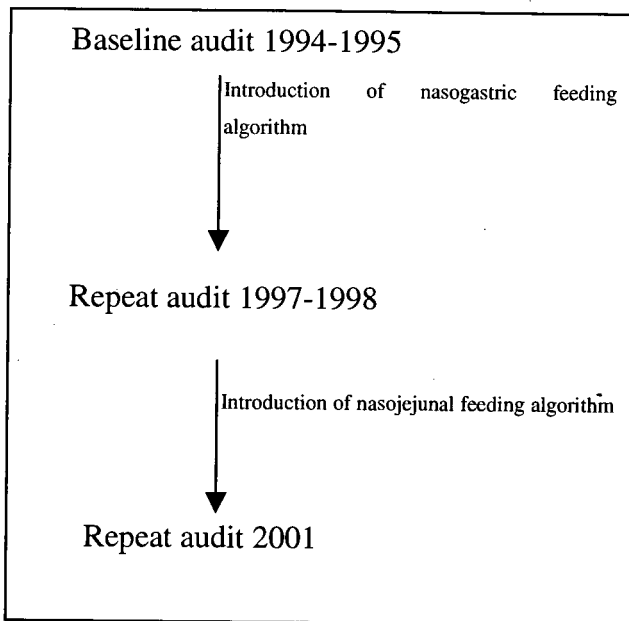 Baseline audit 1994-1995
Introduction of nasogastric feeding
algorithm
Repeat audit 1997-1998
Introduction of nasojejunal feeding algorithm
Repeat audit 2001